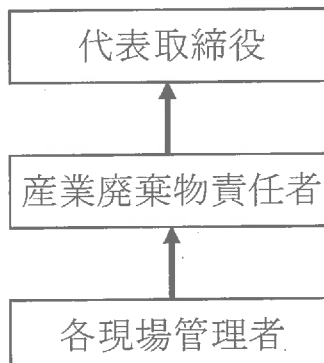 代表取締役
産業廃棄物責任者
各現場管理者